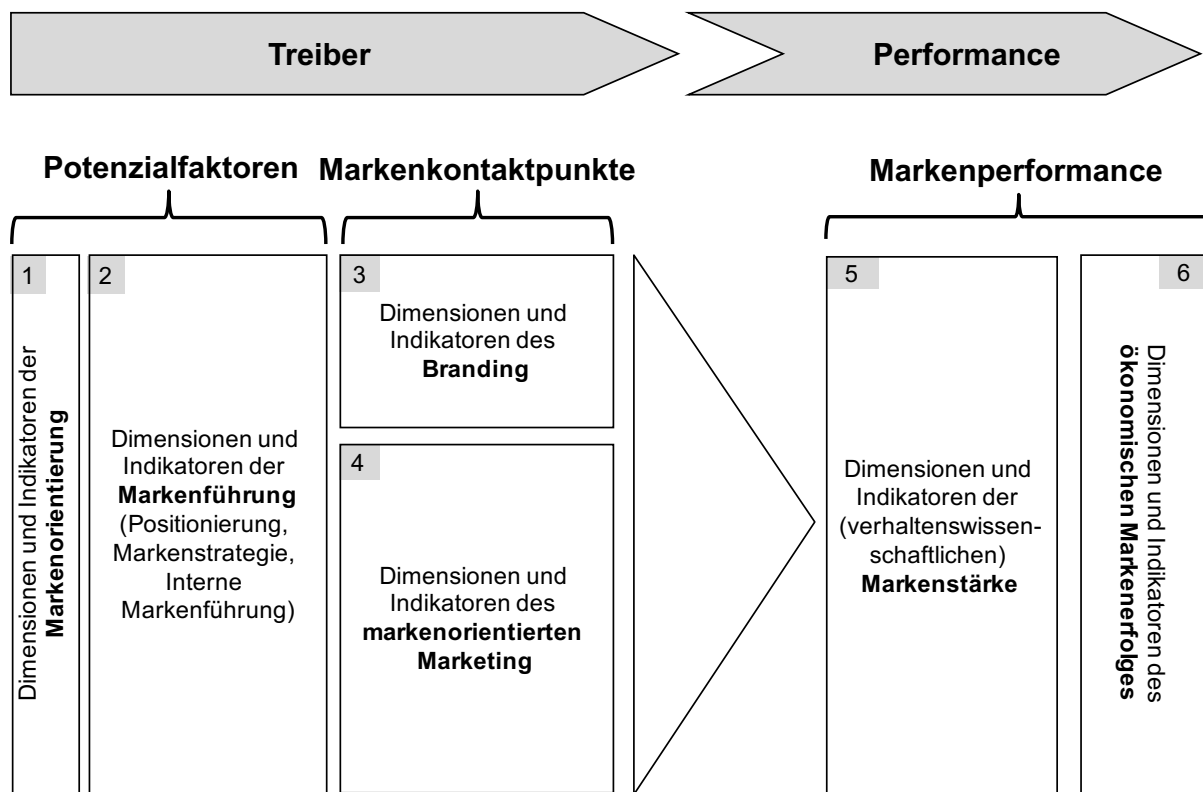 Treiber
Performance
Potenzialfaktoren
Markenkontaktpunkte
Markenperformance
1
Dimensionen und Indikatoren der
Markenorientierung
2
Dimensionen und
Indikatoren der
Markenführung
(Positionierung,
Markenstrategie,
Interne
Markenführung)
3
Dimensionen und
Indikatoren des
Branding
4
Dimensionen und
Indikatoren des
markenorientierten
Marketing
5
Dimensionen und
Indikatoren der
(verhaltenswissen-
schaftlichen)
Markenstärke
6
Dimensionen und Indikatoren des
ökonomischen Markenerfolges